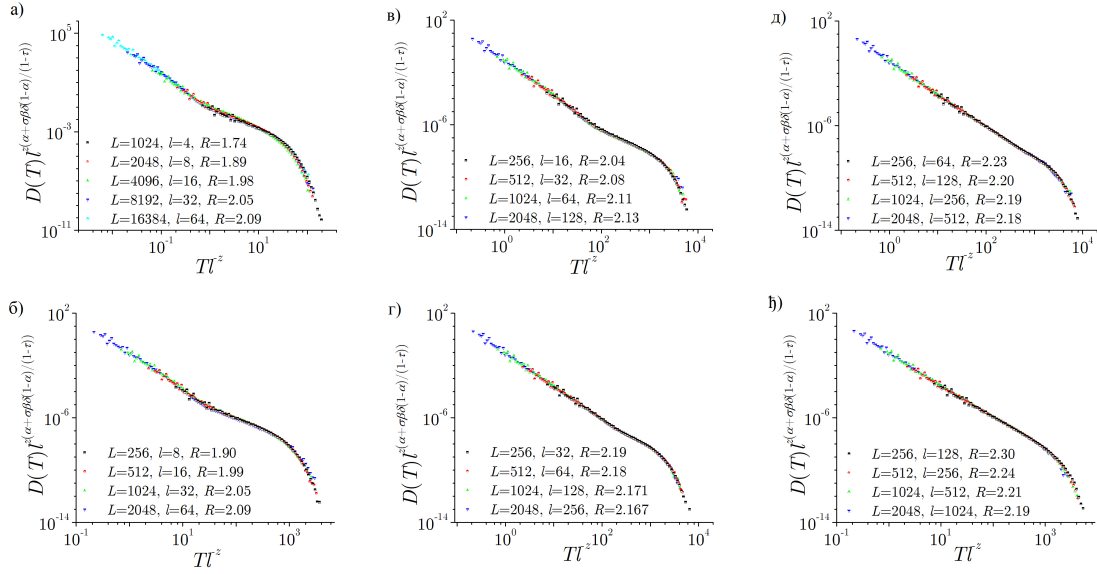 а)
D(T)l^{z(α+σβδ(1-α)/(1-τ))}
10^5
10^{-3}
10^{-11}
L=1024, l=4, R=1.74
L=2048, l=8, R=1.89
L=4096, l=16, R=1.98
L=8192, l=32, R=2.05
L=16384, l=64, R=2.09
10^{-1}
10^1
Tl^{-z}
в)
D(T)l^{z(α+σβδ(1-α)/(1-τ))}
10^2
10^{-6}
10^{-14}
L=256, l=16, R=2.04
L=512, l=32, R=2.08
L=1024, l=64, R=2.11
L=2048, l=128, R=2.13
10^0
10^2
10^4
Tl^{-z}
д)
D(T)l^{z(α+σβδ(1-α)/(1-τ))}
10^2
10^{-6}
10^{-14}
L=256, l=64, R=2.23
L=512, l=128, R=2.20
L=1024, l=256, R=2.19
L=2048, l=512, R=2.18
10^0
10^2
10^4
Tl^{-z}
б)
D(T)l^{z(α+σβδ(1-α)/(1-τ))}
10^2
10^{-6}
10^{-14}
L=256, l=8, R=1.90
L=512, l=16, R=1.99
L=1024, l=32, R=2.05
L=2048, l=64, R=2.09
10^{-1}
10^1
10^3
Tl^{-z}
г)
D(T)l^{z(α+σβδ(1-α)/(1-τ))}
10^2
10^{-6}
10^{-14}
L=256, l=32, R=2.19
L=512, l=64, R=2.18
L=1024, l=128, R=2.171
L=2048, l=256, R=2.167
10^0
10^2
10^4
Tl^{-z}
ђ)
D(T)l^{z(α+σβδ(1-α)/(1-τ))}
10^2
10^{-6}
10^{-14}
L=256, l=128, R=2.30
L=512, l=256, R=2.24
L=1024, l=512, R=2.21
L=2048, l=1024, R=2.19
10^{-1}
10^1
10^3
Tl^{-z}